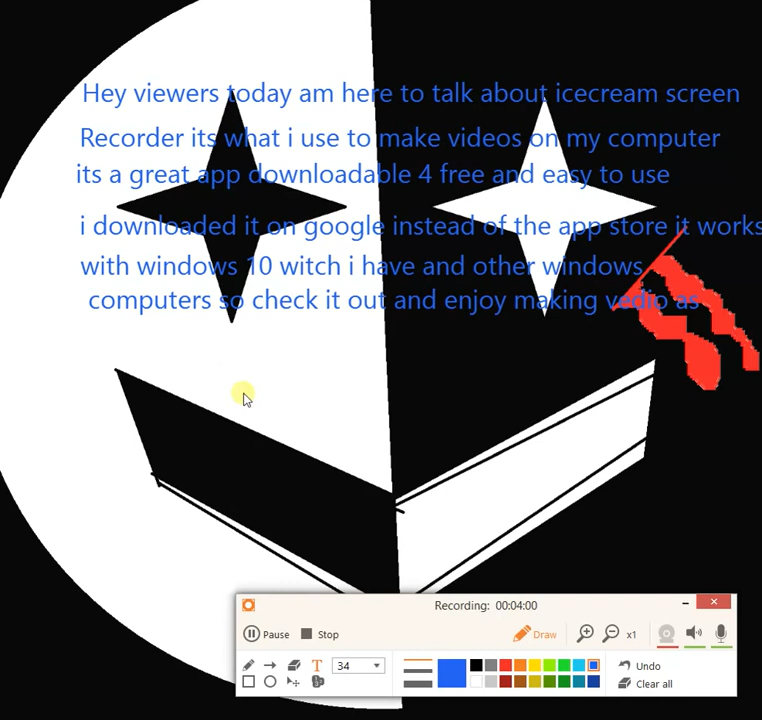 Hey viewers today am here to talk about icecream screen
Recorder its what i use to make videos on my computer
its a great app downloadable 4 free and easy to use
i downloaded it on google instead of the app store it works
with windows 10 witch i have and other windows
computers so check it out and enjoy making vedio as
Recording: 00:04:00
Pause Stop Draw x1
T 34 Undo
Clear all